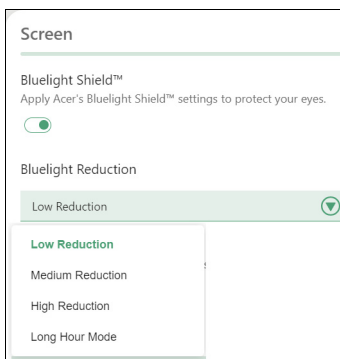 Screen
Bluelight Shield™
Apply Acer's Bluelight Shield™ settings to protect your eyes.
Bluelight Reduction
Low Reduction
Low Reduction
Medium Reduction
High Reduction
Long Hour Mode